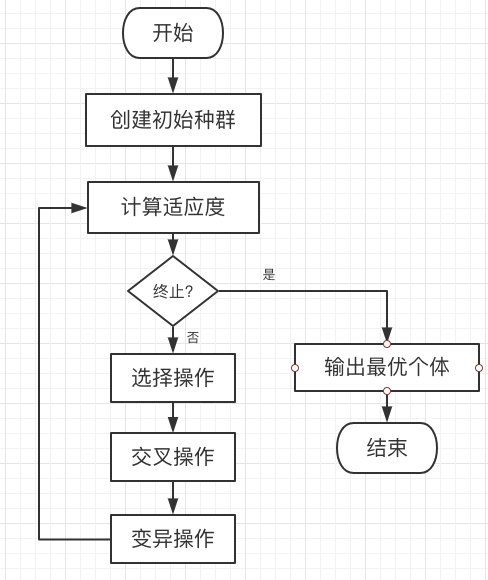 开始
创建初始种群
计算适应度
终止?
是
否
选择操作
输出最优个体
交叉操作
结束
变异操作